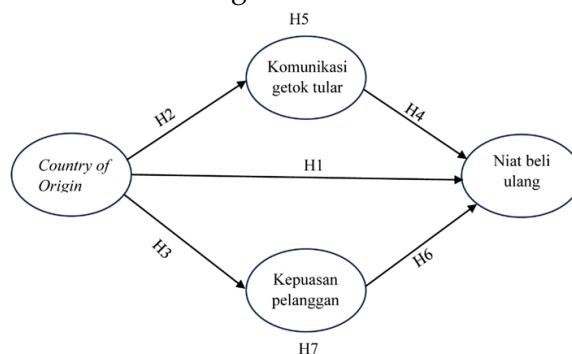 H5
Komunikasi
getok tular
H2
H4
Country of
Origin
H1
Niat beli
ulang
H3
H6
Kepuasan
pelanggan
H7